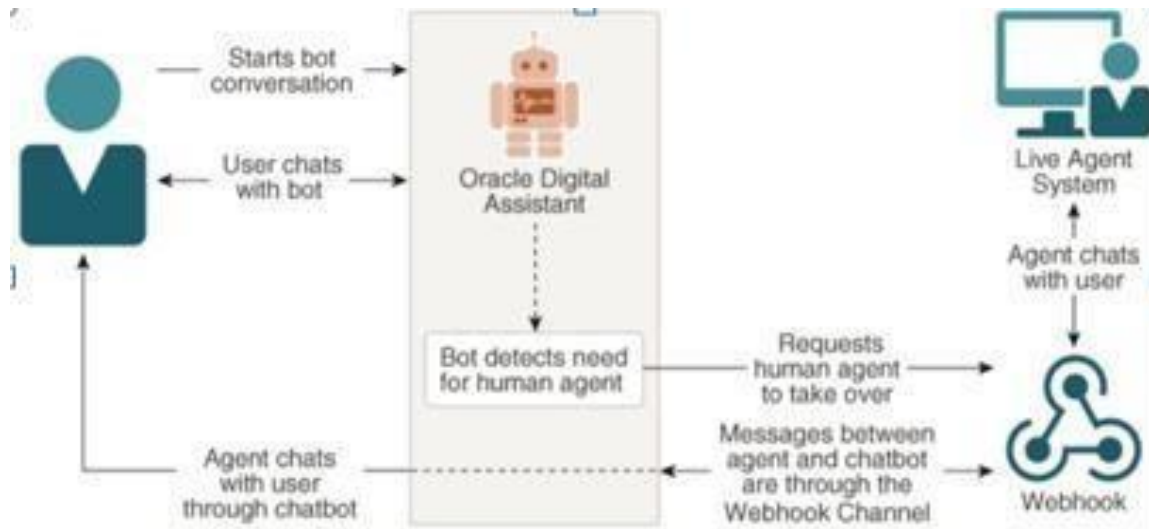 Starts bot
conversation
User chats
with bot
Oracle Digital
Assistant
Live Agent
System
Agent chats
with user
Bot detects need
for human agent
Requests
human agent
to take over
Agent chats
with user
through chatbot
Messages between
agent and chatbot
are through the
Webhook Channel
Webhook